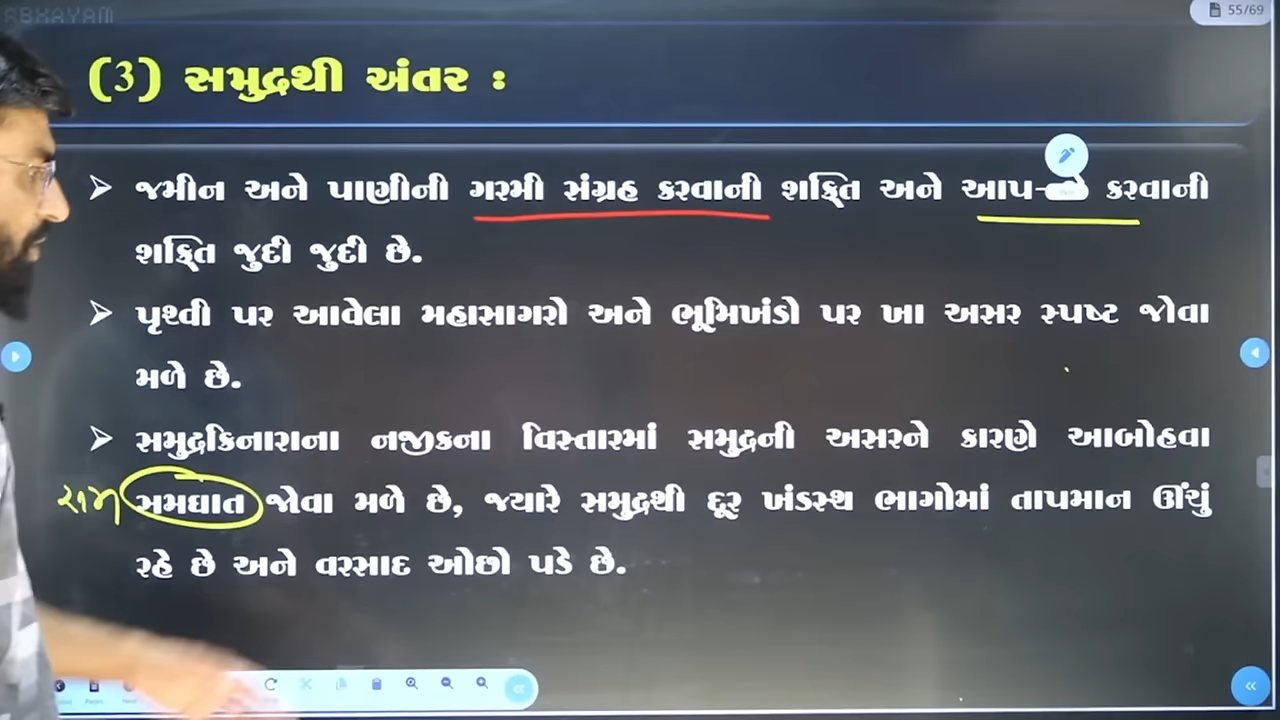 ABHAYAM
55/69
(3) સમુદ્રથી અંતર :
➤ જમીન અને પાણીની ગરમી સંગ્રહ કરવાની શક્તિ અને આપ- કરવાની
શક્તિ જુદી જુદી છે.
➤ પૃથ્વી પર આવેલા મહાસાગરો અને ભૂમિખંડો પર ખા અસર સ્પષ્ટ જોવા
મળે છે.
➤ સમુદ્રકિનારાના નજીકના વિસ્તારમાં સમુદ્રની અસરને કારણે આબોહવા
સમ સમઘાત જોવા મળે છે, જ્યારે સમુદ્રથી દૂર ખંડસ્થ ભાગોમાં તાપમાન ઊંચું
રહે છે અને વરસાદ ઓછો પડે છે.